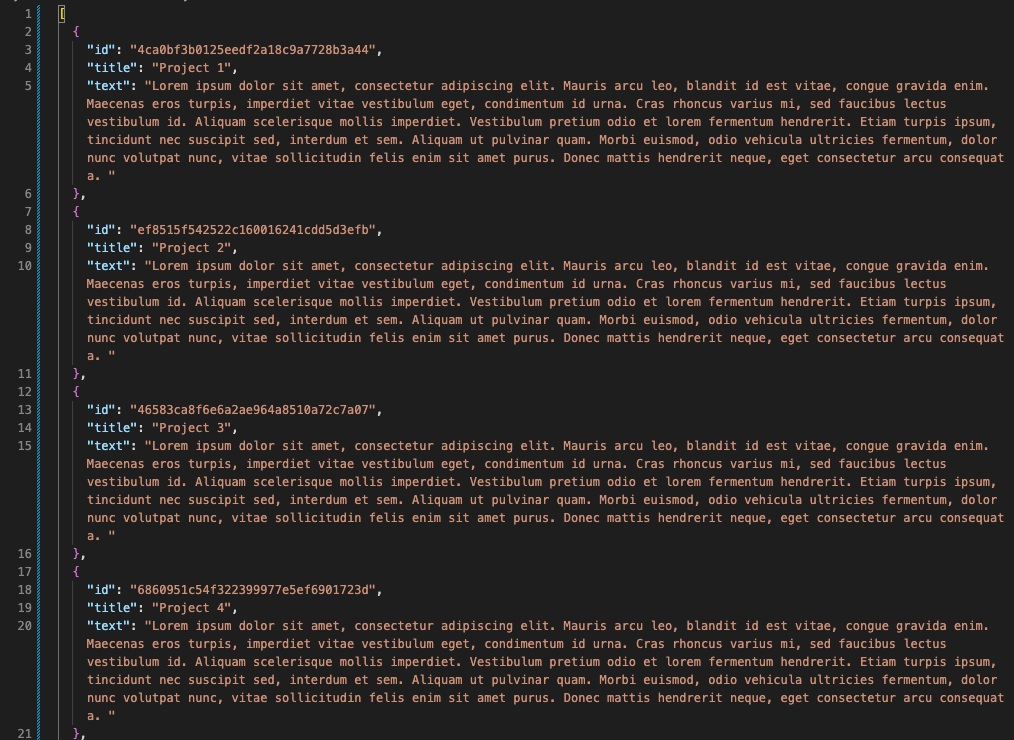 1 [
2 {
3 "id": "4ca0bf3b0125eedf2a18c9a7728b3a44",
4 "title": "Project 1",
5 "text": "Lorem ipsum dolor sit amet, consectetur adipiscing elit. Mauris arcu leo, blandit id est vitae, congue gravida enim.
Maecenas eros turpis, imperdiet vitae vestibulum eget, condimentum id urna. Cras rhoncus varius mi, sed faucibus lectus
vestibulum id. Aliquam scelerisque mollis imperdiet. Vestibulum pretium odio et lorem fermentum hendrerit. Etiam turpis ipsum,
tincidunt nec suscipit sed, interdum et sem. Aliquam ut pulvinar quam. Morbi euismod, odio vehicula ultricies fermentum, dolor
nunc volutpat nunc, vitae sollicitudin felis enim sit amet purus. Donec mattis hendrerit neque, eget consectetur arcu consequat
a. "
6 },
7 {
8 "id": "ef8515f542522c160016241cdd5d3efb",
9 "title": "Project 2",
10 "text": "Lorem ipsum dolor sit amet, consectetur adipiscing elit. Mauris arcu leo, blandit id est vitae, congue gravida enim.
Maecenas eros turpis, imperdiet vitae vestibulum eget, condimentum id urna. Cras rhoncus varius mi, sed faucibus lectus
vestibulum id. Aliquam scelerisque mollis imperdiet. Vestibulum pretium odio et lorem fermentum hendrerit. Etiam turpis ipsum,
tincidunt nec suscipit sed, interdum et sem. Aliquam ut pulvinar quam. Morbi euismod, odio vehicula ultricies fermentum, dolor
nunc volutpat nunc, vitae sollicitudin felis enim sit amet purus. Donec mattis hendrerit neque, eget consectetur arcu consequat
a. "
11 },
12 {
13 "id": "46583ca8f6e6a2ae964a8510a72c7a07",
14 "title": "Project 3",
15 "text": "Lorem ipsum dolor sit amet, consectetur adipiscing elit. Mauris arcu leo, blandit id est vitae, congue gravida enim.
Maecenas eros turpis, imperdiet vitae vestibulum eget, condimentum id urna. Cras rhoncus varius mi, sed faucibus lectus
vestibulum id. Aliquam scelerisque mollis imperdiet. Vestibulum pretium odio et lorem fermentum hendrerit. Etiam turpis ipsum,
tincidunt nec suscipit sed, interdum et sem. Aliquam ut pulvinar quam. Morbi euismod, odio vehicula ultricies fermentum, dolor
nunc volutpat nunc, vitae sollicitudin felis enim sit amet purus. Donec mattis hendrerit neque, eget consectetur arcu consequat
a. "
16 },
17 {
18 "id": "6860951c54f322399977e5ef6901723d",
19 "title": "Project 4",
20 "text": "Lorem ipsum dolor sit amet, consectetur adipiscing elit. Mauris arcu leo, blandit id est vitae, congue gravida enim.
Maecenas eros turpis, imperdiet vitae vestibulum eget, condimentum id urna. Cras rhoncus varius mi, sed faucibus lectus
vestibulum id. Aliquam scelerisque mollis imperdiet. Vestibulum pretium odio et lorem fermentum hendrerit. Etiam turpis ipsum,
tincidunt nec suscipit sed, interdum et sem. Aliquam ut pulvinar quam. Morbi euismod, odio vehicula ultricies fermentum, dolor
nunc volutpat nunc, vitae sollicitudin felis enim sit amet purus. Donec mattis hendrerit neque, eget consectetur arcu consequat
a. "
21 },